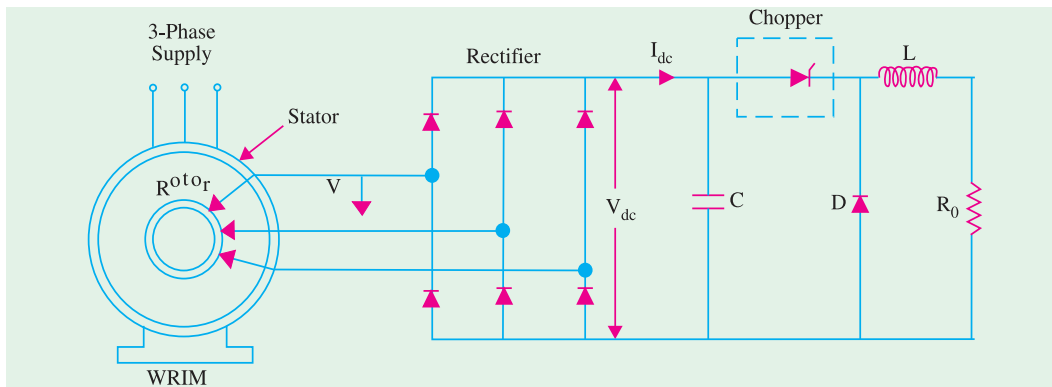 3-Phase
Supply
Stator
Rotor
WRIM
V
Rectifier
V_dc
I_dc
C
Chopper
D
L
R_0